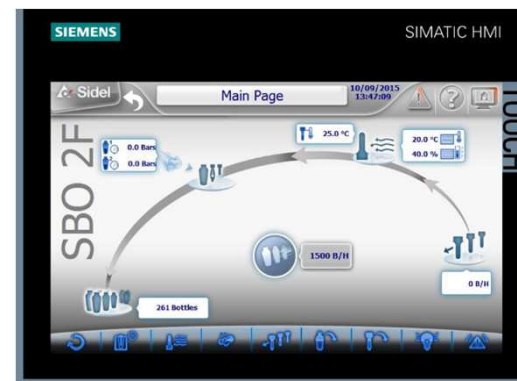 SIEMENS
SIMATIC HMI
TOUCH
Sidel
Main Page
10/09/2015
13:47:09
SBO 2F
0.0 Bars
0.0 Bars
25.0 °C
20.0 °C
40.0 %
1500 B/H
0 B/H
261 Bottles